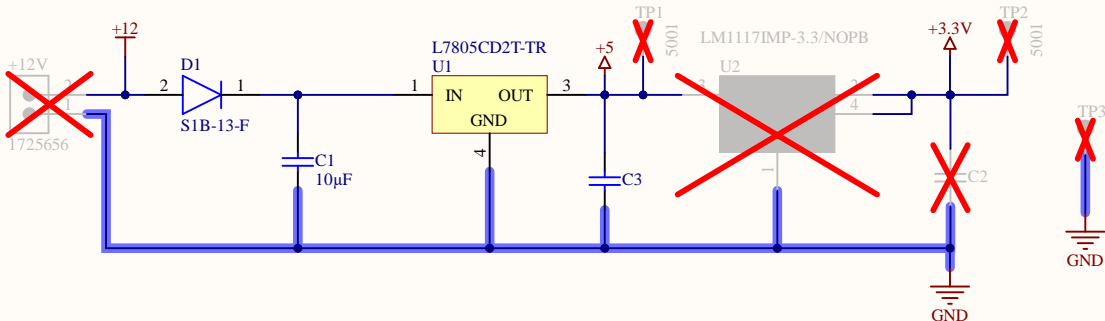 TP1
TP2
+12
+5
+3.3V
5001
5001
L7805CD2T-TR
LM1117IMP-3.3/NOPB
+12V
D1
U1
U2
2
2
1
1
IN
OUT
3
3
2
4
1
S1B-13-F
GND
TP3
1725656
4
C1
10µF
C3
1
C2
GND
GND